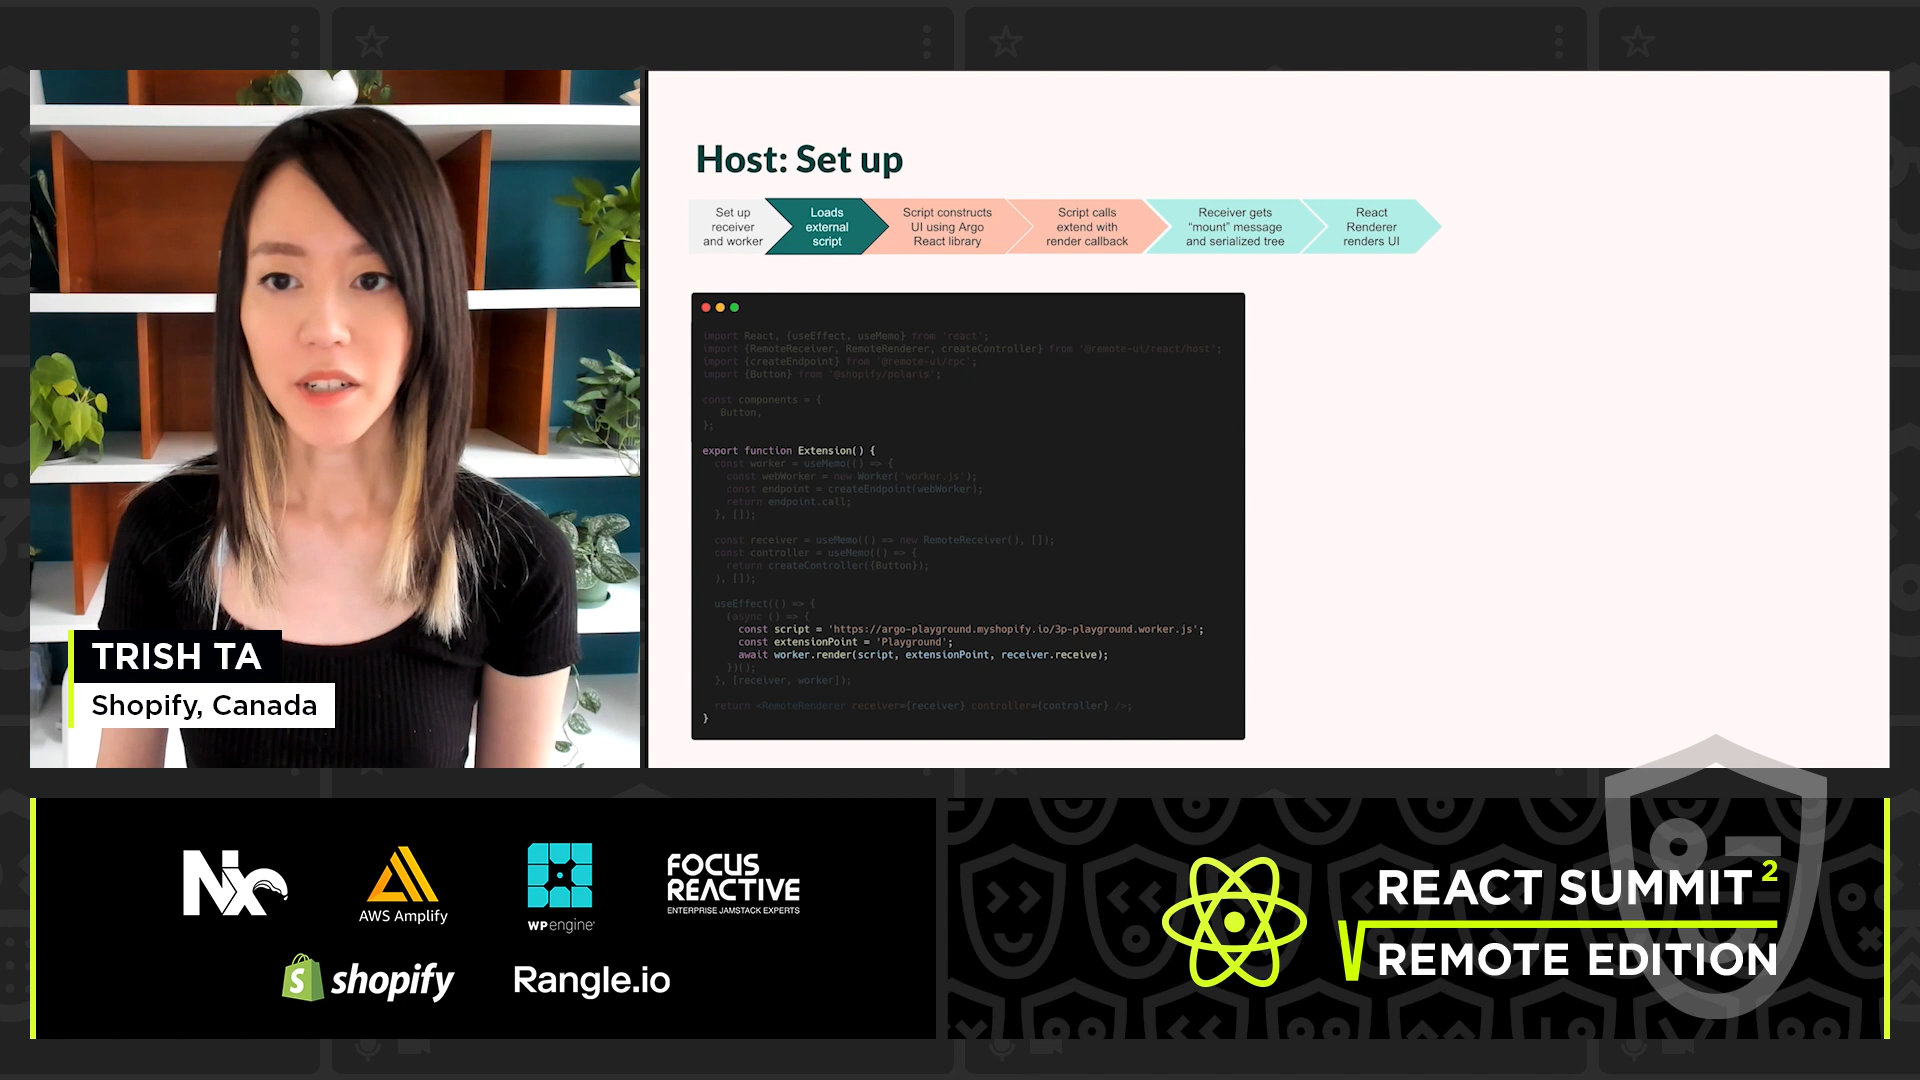 TRISH TA
Shopify, Canada
Host: Set up
Set up
receiver
and worker
Loads
external
script
Script constructs
UI using Argo
React library
Script calls
extend with
render callback
Receiver gets
“mount” message
and serialized tree
React
Renderer
renders UI
import React, {useEffect, useMemo} from 'react';
import {RemoteReceiver, RemoteRenderer, createController} from '@remote-ui/react/host';
import {createEndpoint} from '@remote-ui/rpc';
import {Button} from '@shopify/polaris';
const components = {
Button,
};
export function Extension() {
const worker = useMemo(() => {
const webWorker = new Worker('worker.js');
const endpoint = createEndpoint(webWorker);
return endpoint.call;
}, []);
const receiver = useMemo(() => new RemoteReceiver(), []);
const controller = useMemo(() => {
return createController({Button});
}, []);
useEffect(() => {
(async () => {
const script = 'https://argo-playground.myshopify.io/3p-playground.worker.js';
const extensionPoint = 'Playground';
await worker.render(script, extensionPoint, receiver.receive);
})();
}, [receiver, worker]);
return <RemoteRenderer receiver={receiver} controller={controller} />;
}
Nx
AWS Amplify
WP engine
FOCUS
REACTIVE
ENTERPRISE JAMSTACK EXPERTS
shopify
Rangle.io
REACT SUMMIT 2
REMOTE EDITION